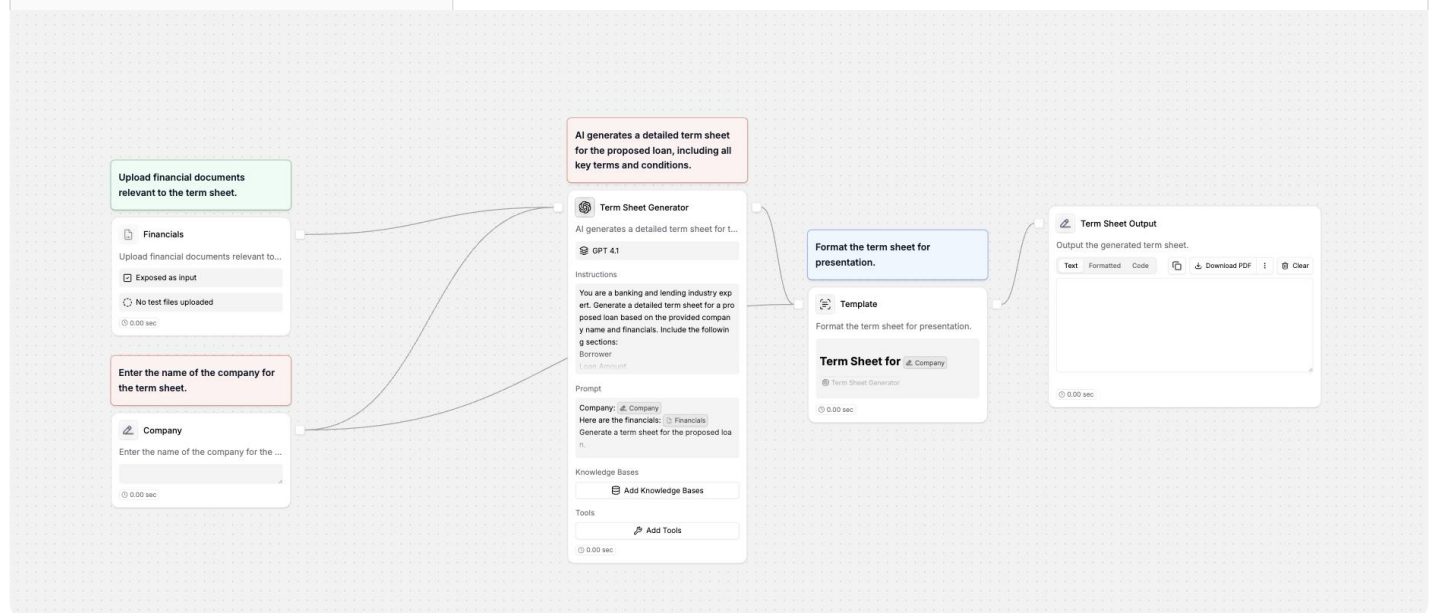 Upload financial documents
relevant to the term sheet.
Financials
Upload financial documents relevant to...
Exposed as input
No test files uploaded
0.00 sec
Enter the name of the company for
the term sheet.
Company
Enter the name of the company for the ...
0.00 sec
AI generates a detailed term sheet
for the proposed loan, including all
key terms and conditions.
Term Sheet Generator
AI generates a detailed term sheet for t...
GPT 4.1
Instructions
You are a banking and lending industry exp
ert. Generate a detailed term sheet for a pro
posed loan based on the provided compan
y name and financials. Include the followin
g sections:
Borrower
Loan Amount
Prompt
Company: Company
Here are the financials: Financials
Generate a term sheet for the proposed loa
n.
Knowledge Bases
Add Knowledge Bases
Tools
Add Tools
0.00 sec
Format the term sheet for
presentation.
Template
Format the term sheet for presentation.
Term Sheet for Company
Term Sheet Generator
0.00 sec
Term Sheet Output
Output the generated term sheet.
Text Formatted Code Download PDF Clear
0.00 sec